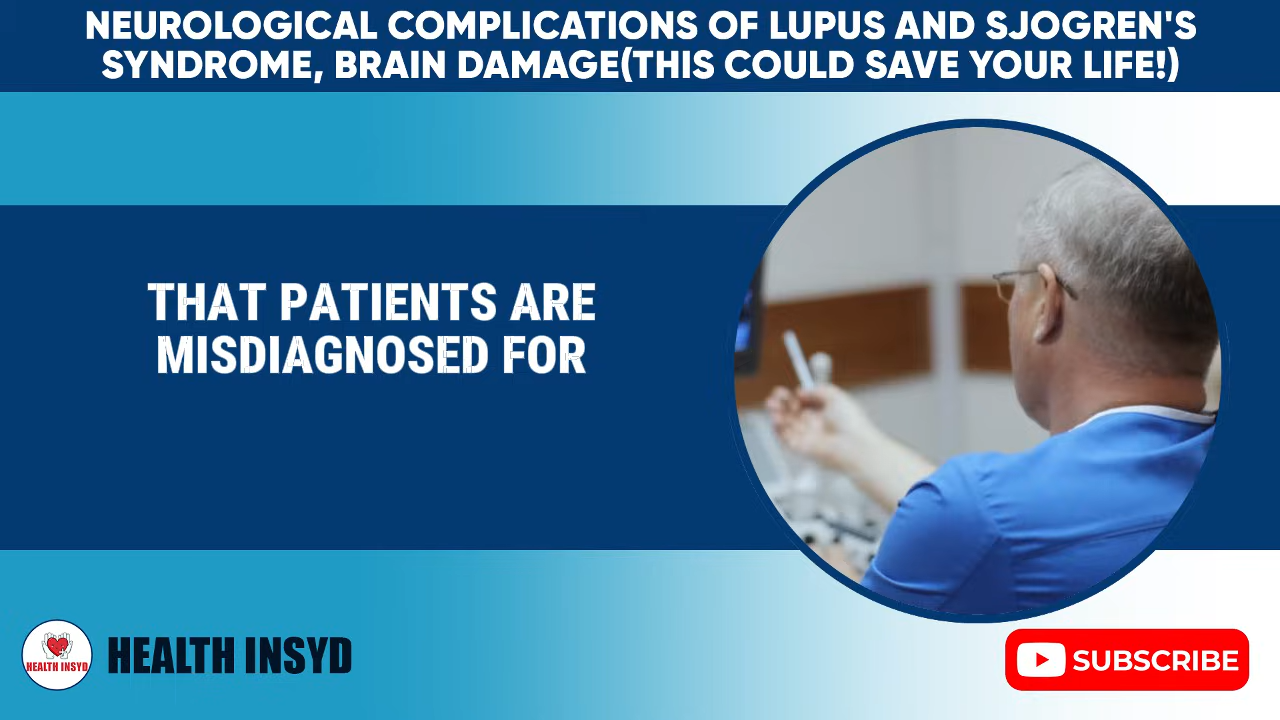 NEUROLOGICAL COMPLICATIONS OF LUPUS AND SJOGREN'S
SYNDROME, BRAIN DAMAGE(THIS COULD SAVE YOUR LIFE!)
THAT PATIENTS ARE
MISDIAGNOSED FOR
HEALTH INSYD
HEALTH INSYD
SUBSCRIBE